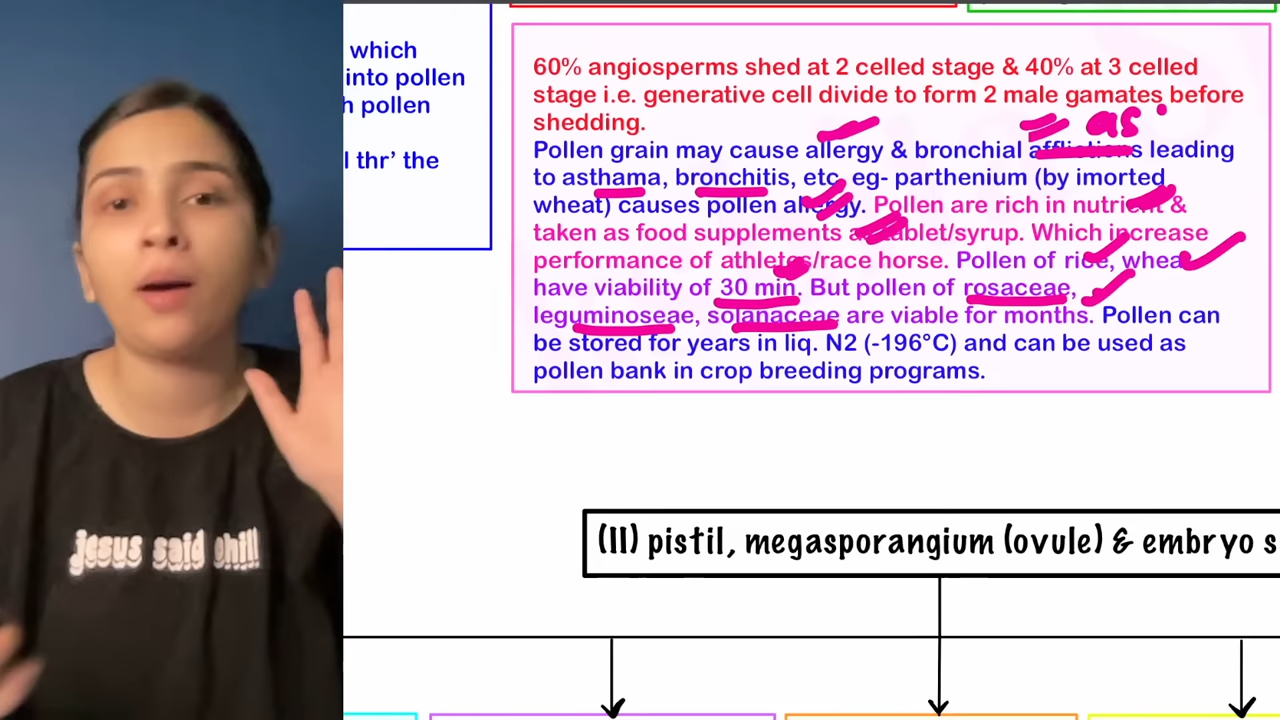 which
into pollen
h pollen
l thr’ the
60% angiosperms shed at 2 celled stage & 40% at 3 celled
stage i.e. generative cell divide to form 2 male gamates before
shedding.
as
Pollen grain may cause allergy & bronchial afflictions leading
to asthama, bronchitis, etc, eg- parthenium (by imorted
wheat) causes pollen allergy. Pollen are rich in nutrient &
taken as food supplements as tablet/syrup. Which increase
performance of athletes/race horse. Pollen of rice, wheat
have viability of 30 min. But pollen of rosaceae,
leguminoseae, solanaceae are viable for months. Pollen can
be stored for years in liq. N2 (-196°C) and can be used as
pollen bank in crop breeding programs.
jesus said chill
(II) pistil, megasporangium (ovule) & embryo s